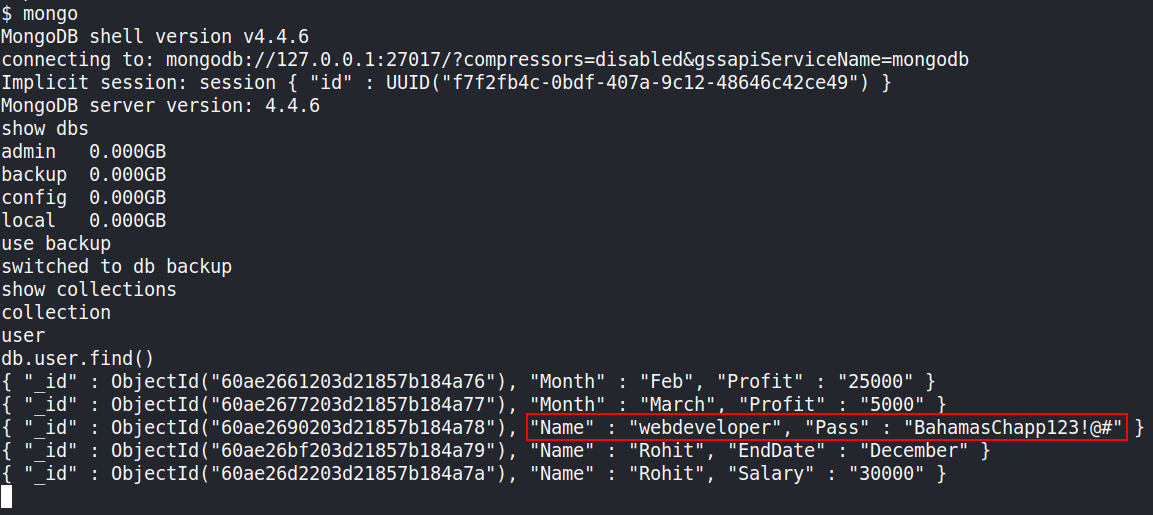 $ mongo
MongoDB shell version v4.4.6
connecting to: mongodb://127.0.0.1:27017/?compressors=disabled&gssapiServiceName=mongodb
Implicit session: session { "id" : UUID("f7f2fb4c-0bdf-407a-9c12-48646c42ce49") }
MongoDB server version: 4.4.6
show dbs
admin   0.000GB
backup  0.000GB
config  0.000GB
local   0.000GB
use backup
switched to db backup
show collections
collection
user
db.user.find()
{ "_id" : ObjectId("60ae2661203d21857b184a76"), "Month" : "Feb", "Profit" : "25000" }
{ "_id" : ObjectId("60ae2677203d21857b184a77"), "Month" : "March", "Profit" : "5000" }
{ "_id" : ObjectId("60ae2690203d21857b184a78"), "Name" : "webdeveloper", "Pass" : "BahamasChapp123!@#" }
{ "_id" : ObjectId("60ae26bf203d21857b184a79"), "Name" : "Rohit", "EndDate" : "December" }
{ "_id" : ObjectId("60ae26d2203d21857b184a7a"), "Name" : "Rohit", "Salary" : "30000" }